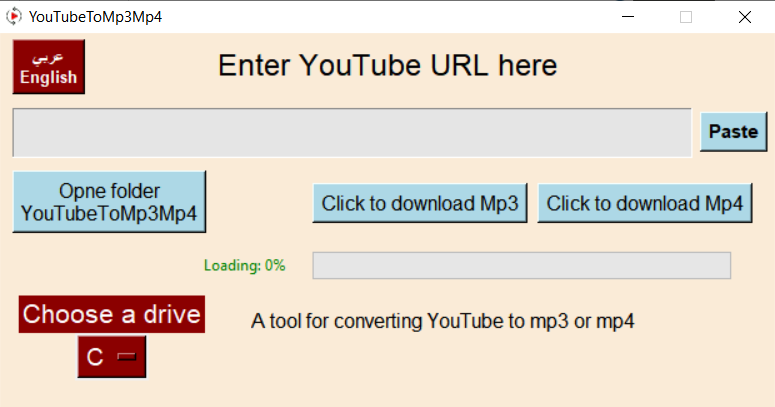 YouTubeToMp3Mp4
عربي
English
Enter YouTube URL here
Paste
Opne folder
YouTubeToMp3Mp4
Click to download Mp3
Click to download Mp4
Loading: 0%
Choose a drive
C
A tool for converting YouTube to mp3 or mp4